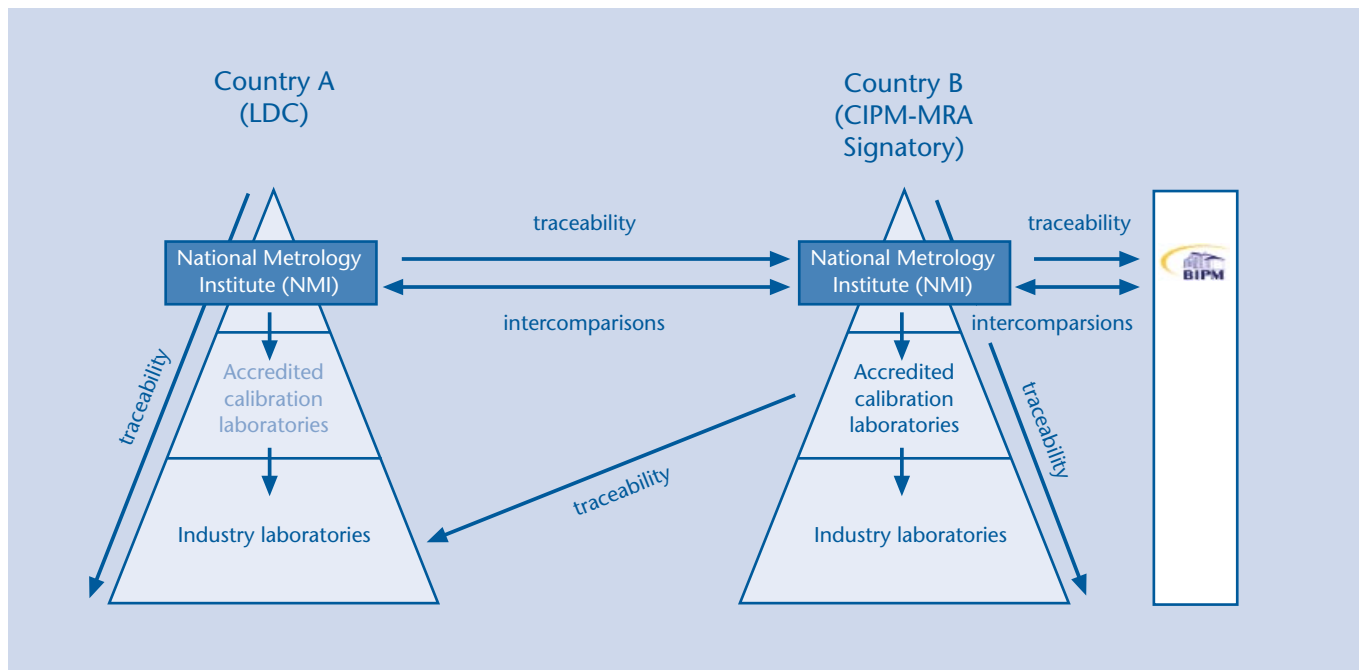 Country A
(LDC)
Country B
(CIPM-MRA
Signatory)
traceability
traceability
National Metrology
Institute (NMI)
National Metrology
Institute (NMI)
BIPM
intercomparisons
intercomparsions
traceability
Accredited
calibration
laboratories
Accredited
calibration
laboratories
traceability
traceability
Industry laboratories
Industry laboratories